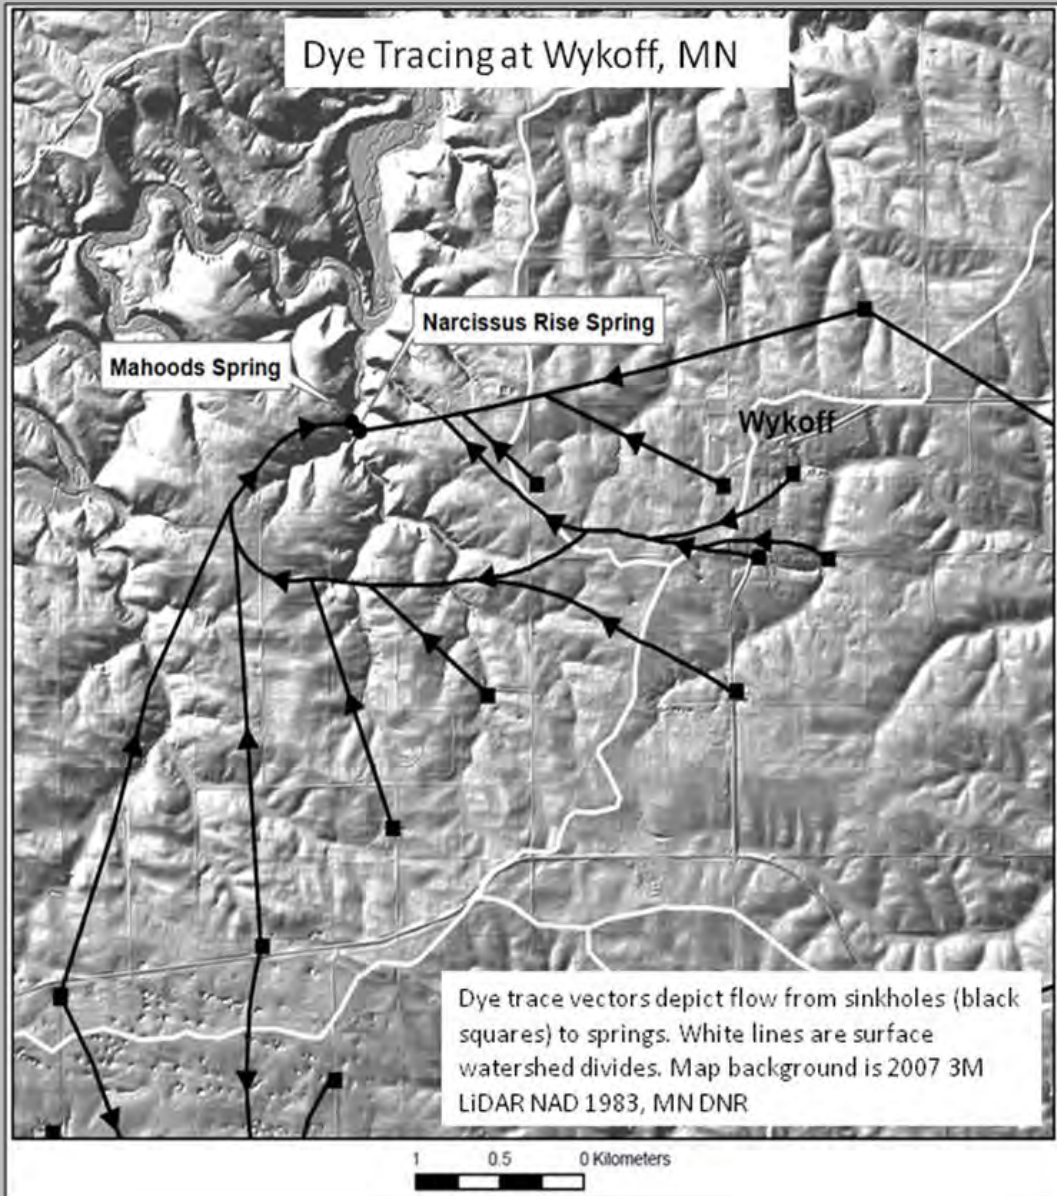 Dye Tracing at Wykoff, MN
Narcissus Rise Spring
Mahoods Spring
Wykoff
Dye trace vectors depict flow from sinkholes (black
squares) to springs. White lines are surface
watershed divides. Map background is 2007 3M
LiDAR NAD 1983, MN DNR
1 0.5 0 Kilometers